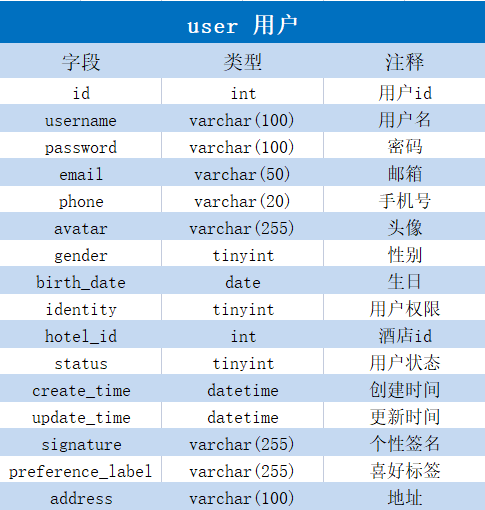 user 用户
字段 类型 注释
id int 用户id
username varchar(100) 用户名
password varchar(100) 密码
email varchar(50) 邮箱
phone varchar(20) 手机号
avatar varchar(255) 头像
gender tinyint 性别
birth_date date 生日
identity tinyint 用户权限
hotel_id int 酒店id
status tinyint 用户状态
create_time datetime 创建时间
update_time datetime 更新时间
signature varchar(255) 个性签名
preference_label varchar(255) 喜好标签
address varchar(100) 地址